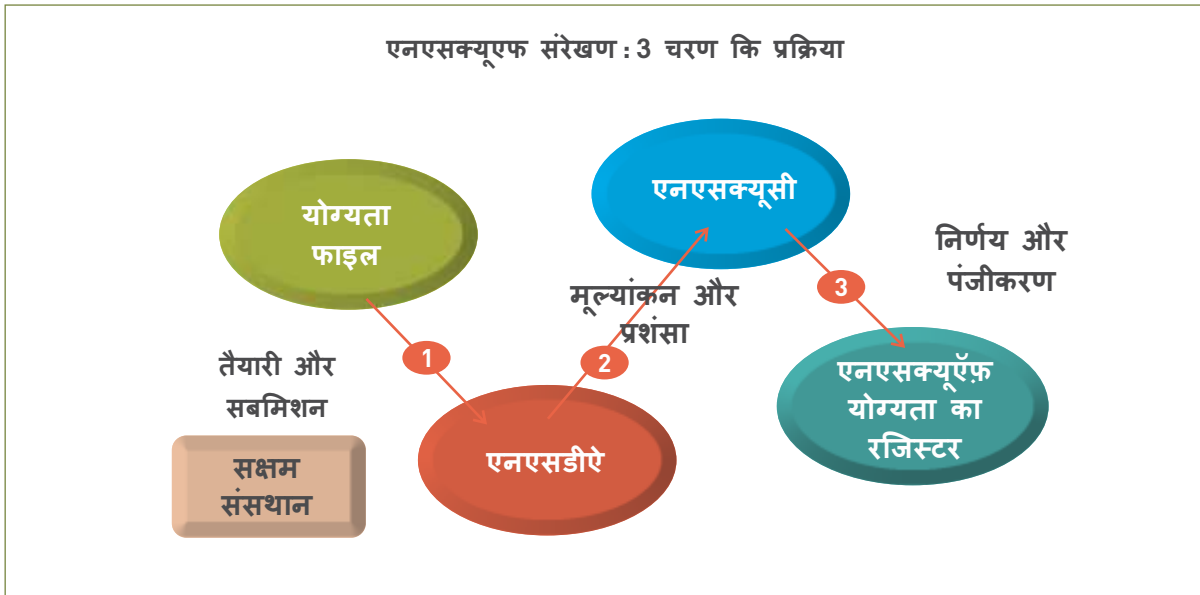 एनएसक्यूएफ संरेखण : 3 चरण कि प्रक्रिया
योग्यता
फाइल
एनएसक्यूसी
निर्णय और
पंजीकरण
3
मूल्यांकन और
प्रशंसा
2
1
तैयारी और
सबमिशन
एनएसक्यूऍफ़
योग्यता का
रजिस्टर
एनएसडीऐ
सक्षम
संसथान